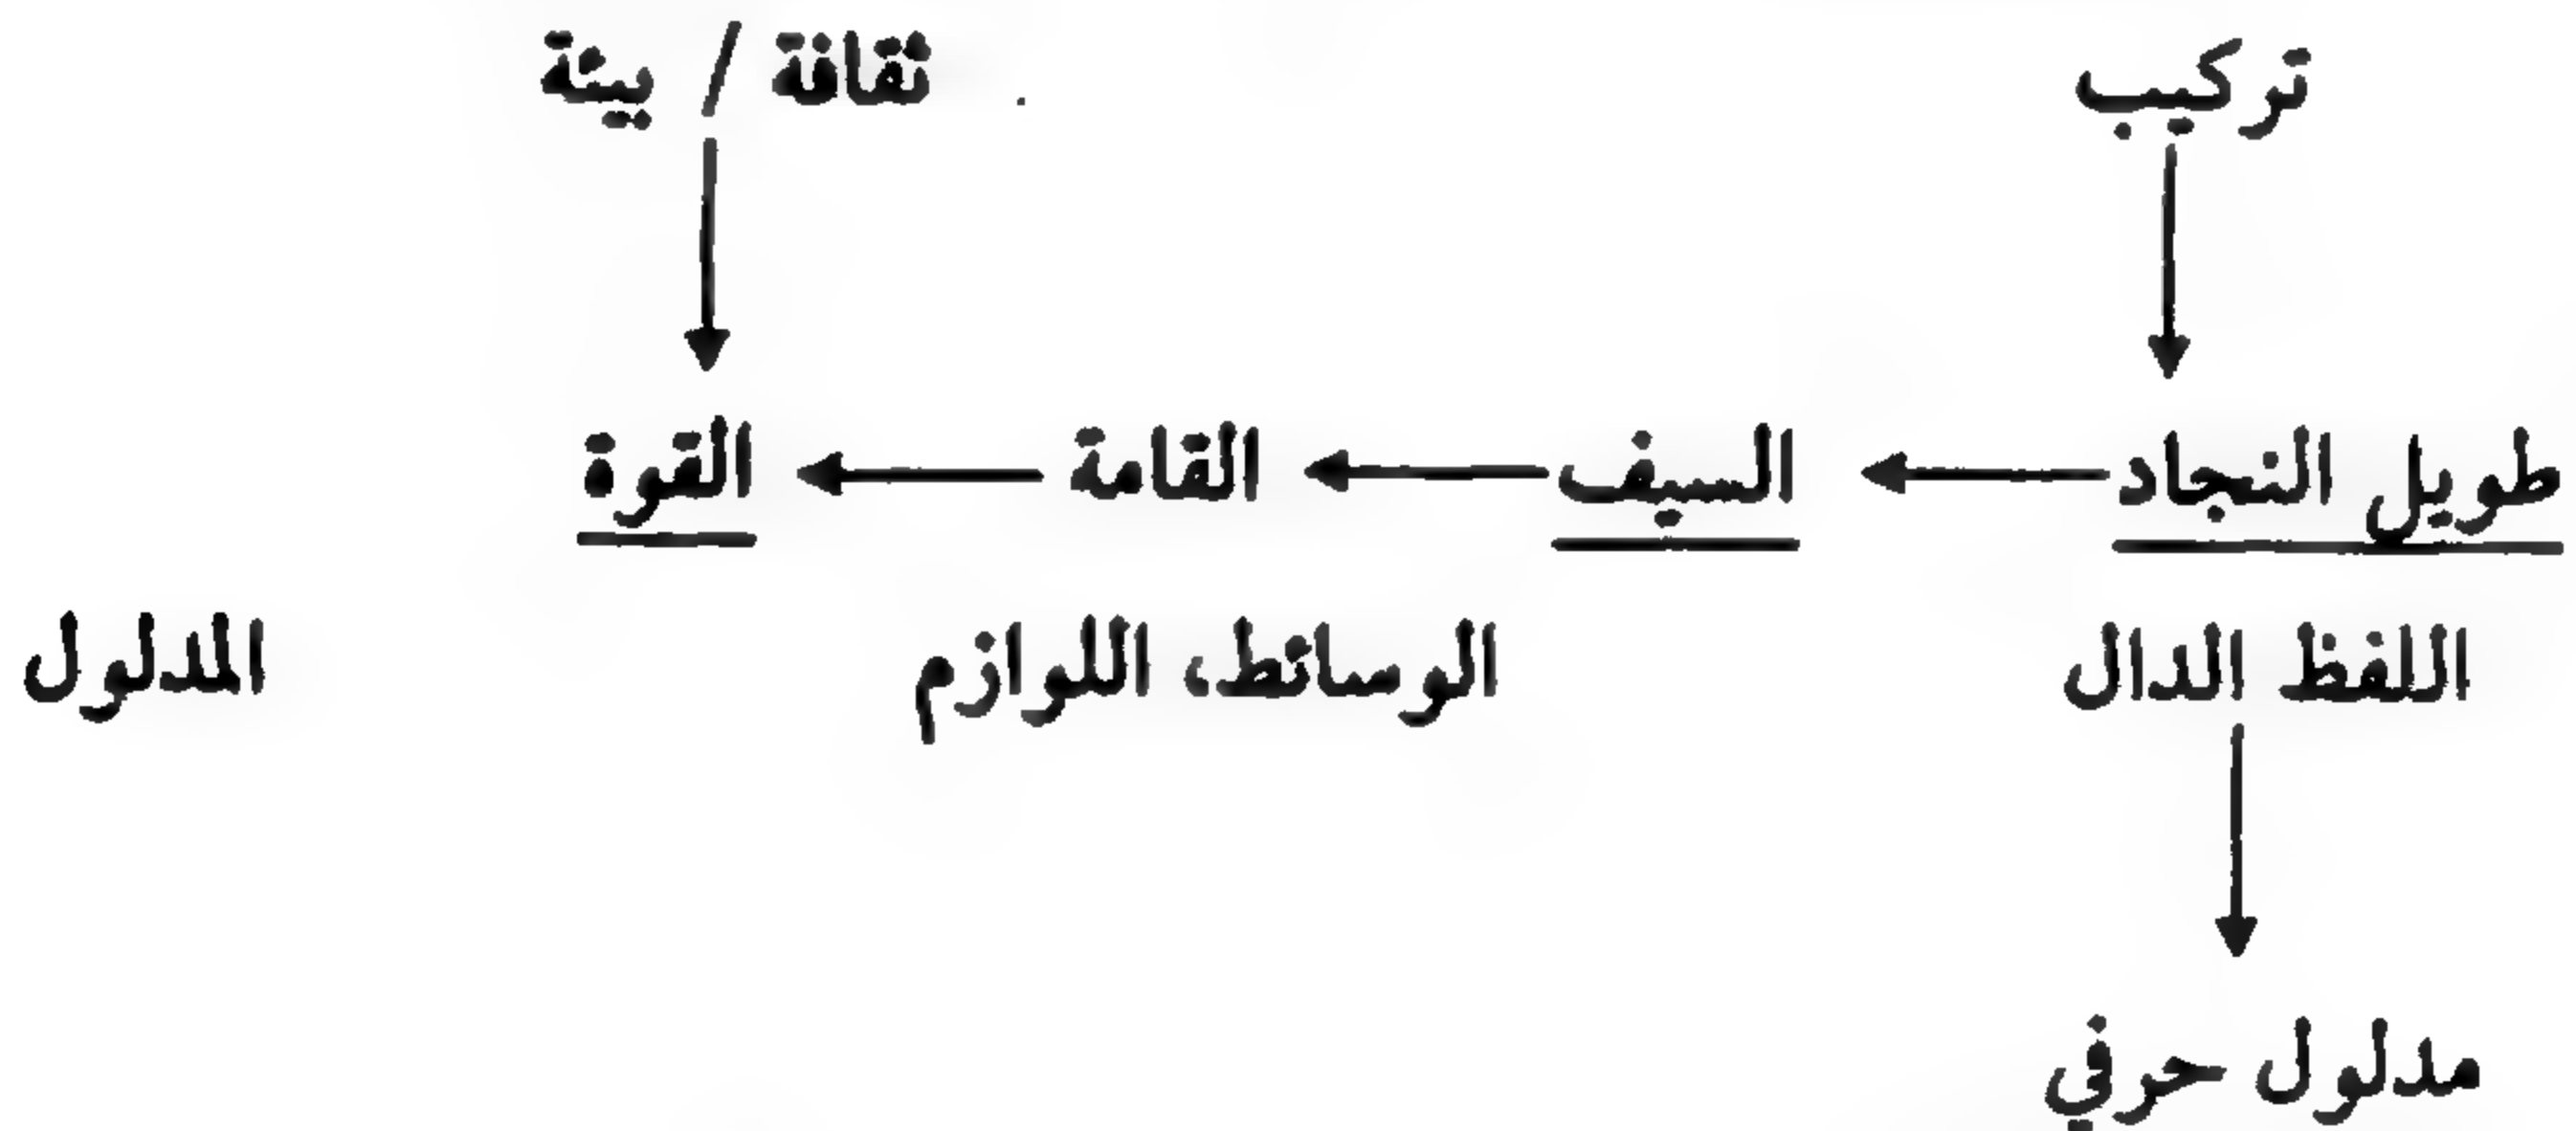 تركيب ثقافة / بيئة
طويل النجاد السيف القامة القوة
اللفظ الدال الوسائط، اللوازم المدلول
مدلول حرفي